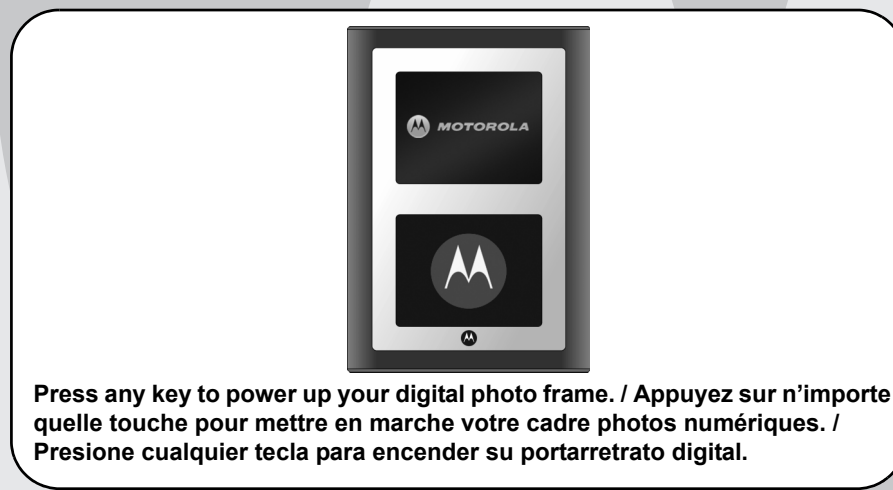 MOTOROLA
Press any key to power up your digital photo frame. / Appuyez sur n’importe
quelle touche pour mettre en marche votre cadre photos numériques. /
Presione cualquier tecla para encender su portarretrato digital.